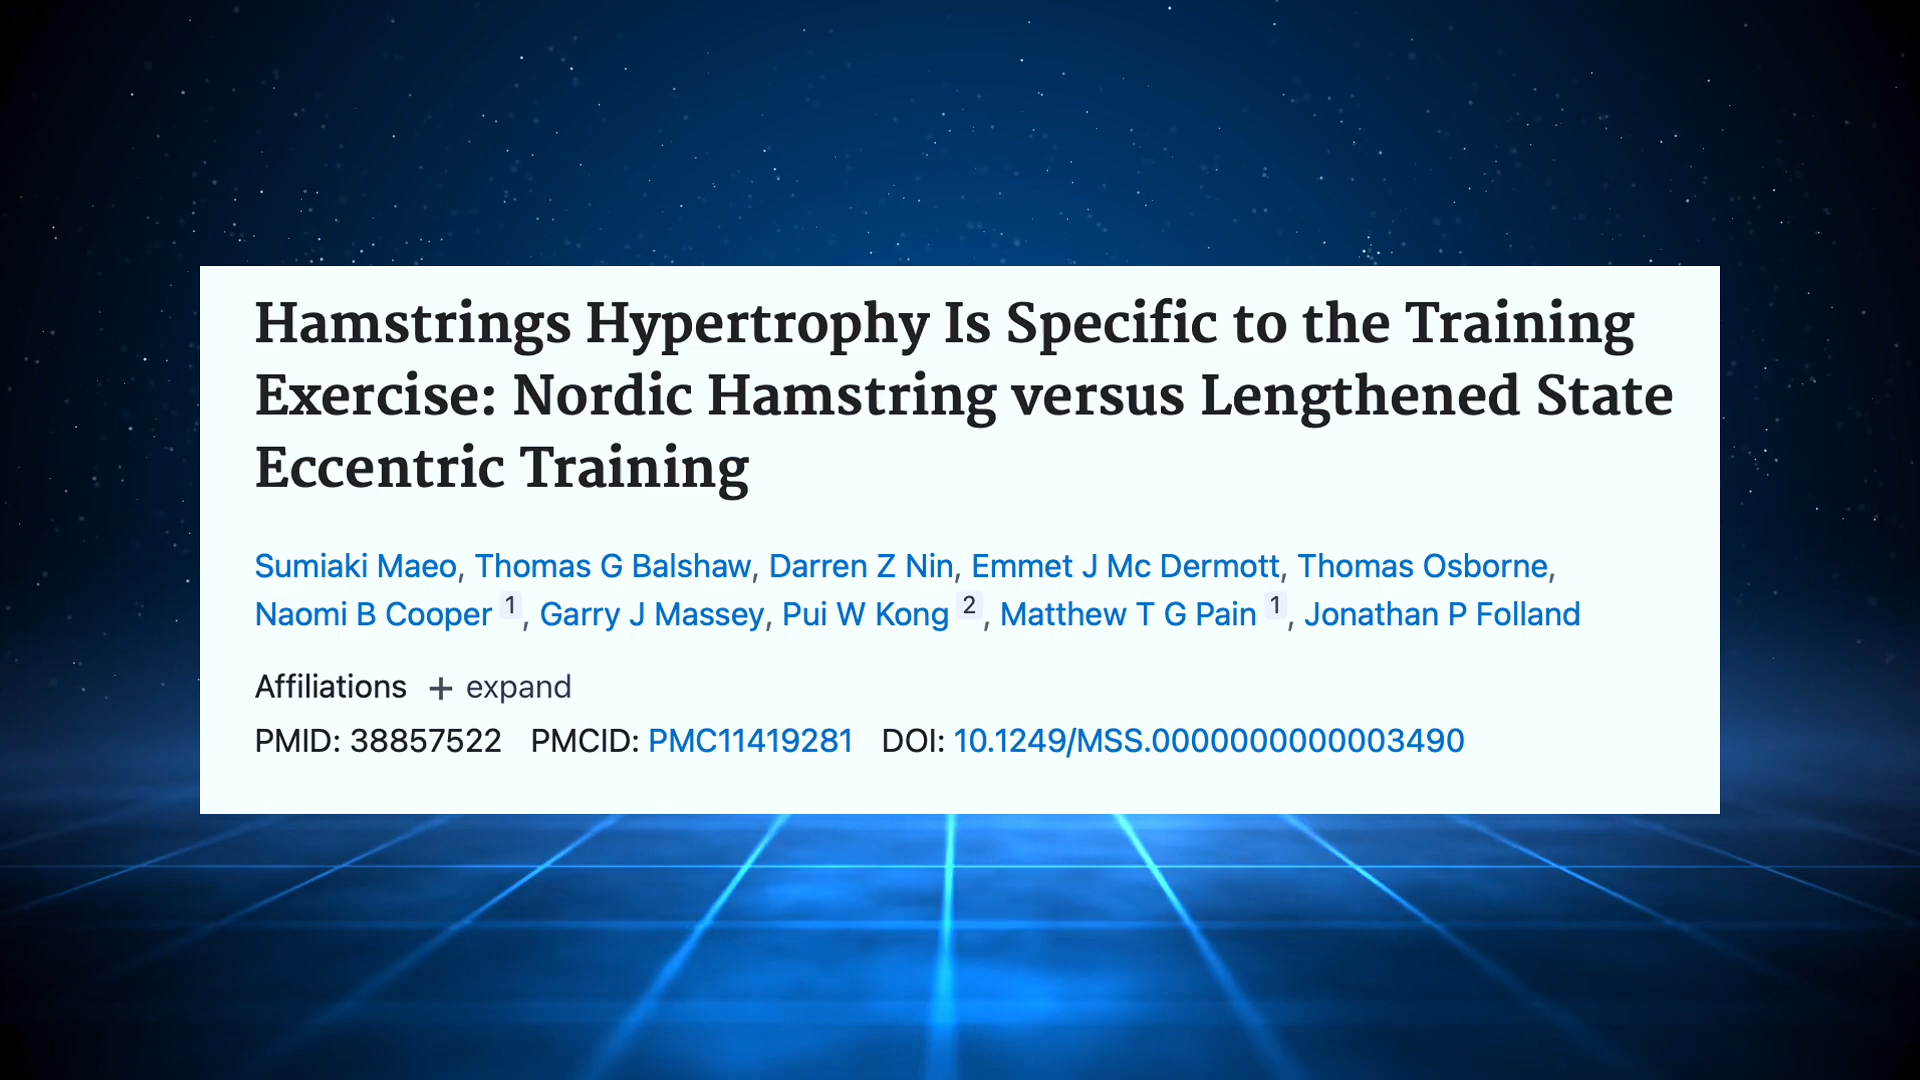 Hamstrings Hypertrophy Is Specific to the Training
Exercise: Nordic Hamstring versus Lengthened State
Eccentric Training
Sumiaki Maeo, Thomas G Balshaw, Darren Z Nin, Emmet J Mc Dermott, Thomas Osborne,
Naomi B Cooper 1, Garry J Massey, Pui W Kong 2, Matthew T G Pain 1, Jonathan P Folland
Affiliations + expand
PMID: 38857522 PMCID: PMC11419281 DOI: 10.1249/MSS.0000000000003490